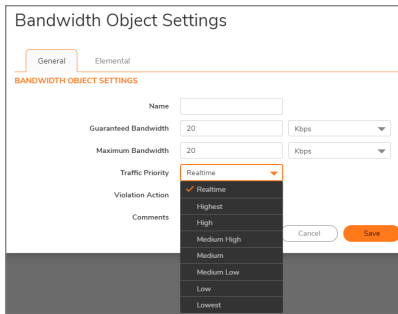 Bandwidth Object Settings
General Elemental
BANDWIDTH OBJECT SETTINGS
Name
Guaranteed Bandwidth 20 Kbps
Maximum Bandwidth 20 Kbps
Traffic Priority Realtime
Violation Action Realtime
Highest
Comments High
Medium High Cancel Save
Medium
Medium Low
Low
Lowest